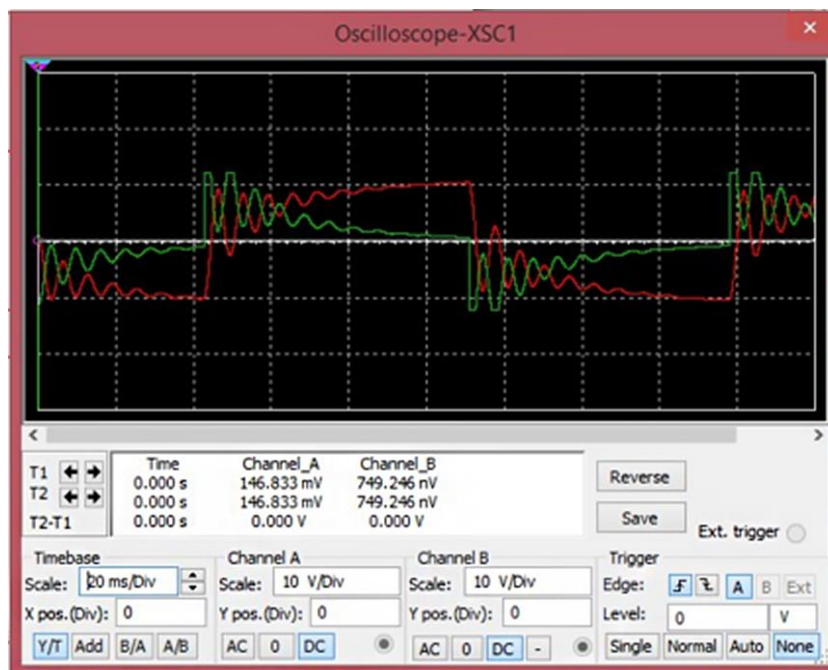 Oscilloscope-XSC1
Time Channel_A Channel_B
T1 0.000 s 146.833 mV 749.246 nV
T2 0.000 s 146.833 mV 749.246 nV
T2-T1 0.000 s 0.000 V 0.000 V
Reverse
Save
Ext. trigger
Timebase Channel A Channel B Trigger
Scale: 20 ms/Div Scale: 10 V/Div Scale: 10 V/Div Edge: A B Ext
X pos.(Div): 0 Y pos.(Div): 0 Y pos.(Div): 0 Level: 0 V
Y/T Add B/A A/B AC 0 DC AC 0 DC - Single Normal Auto None